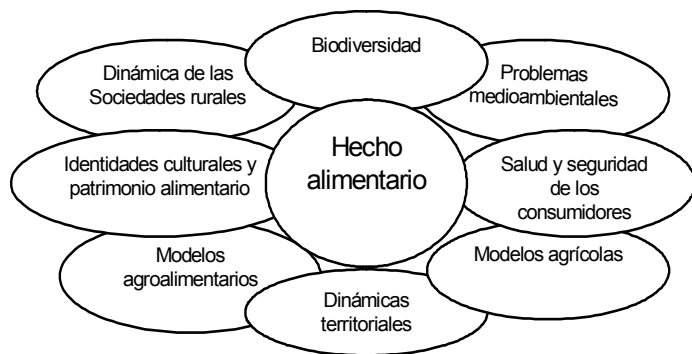 Biodiversidad
Dinámica de las
Sociedades rurales
Problemas
medioambientales
Hecho
alimentario
Identidades culturales y
patrimonio alimentario
Salud y seguridad
de los
consumidores
Modelos
agroalimentarios
Modelos agrícolas
Dinámicas
territoriales